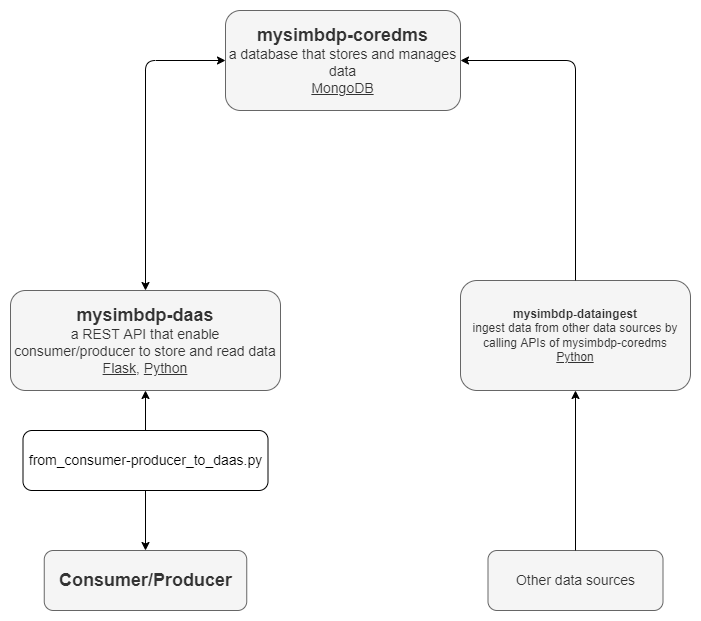 mysimbdp-coredms
a database that stores and manages
data
MongoDB
mysimbdp-daas
a REST API that enable
consumer/producer to store and read data
Flask, Python
mysimbdp-dataingest
ingest data from other data sources by
calling APIs of mysimbdp-coredms
Python
from_consumer-producer_to_daas.py
Consumer/Producer
Other data sources